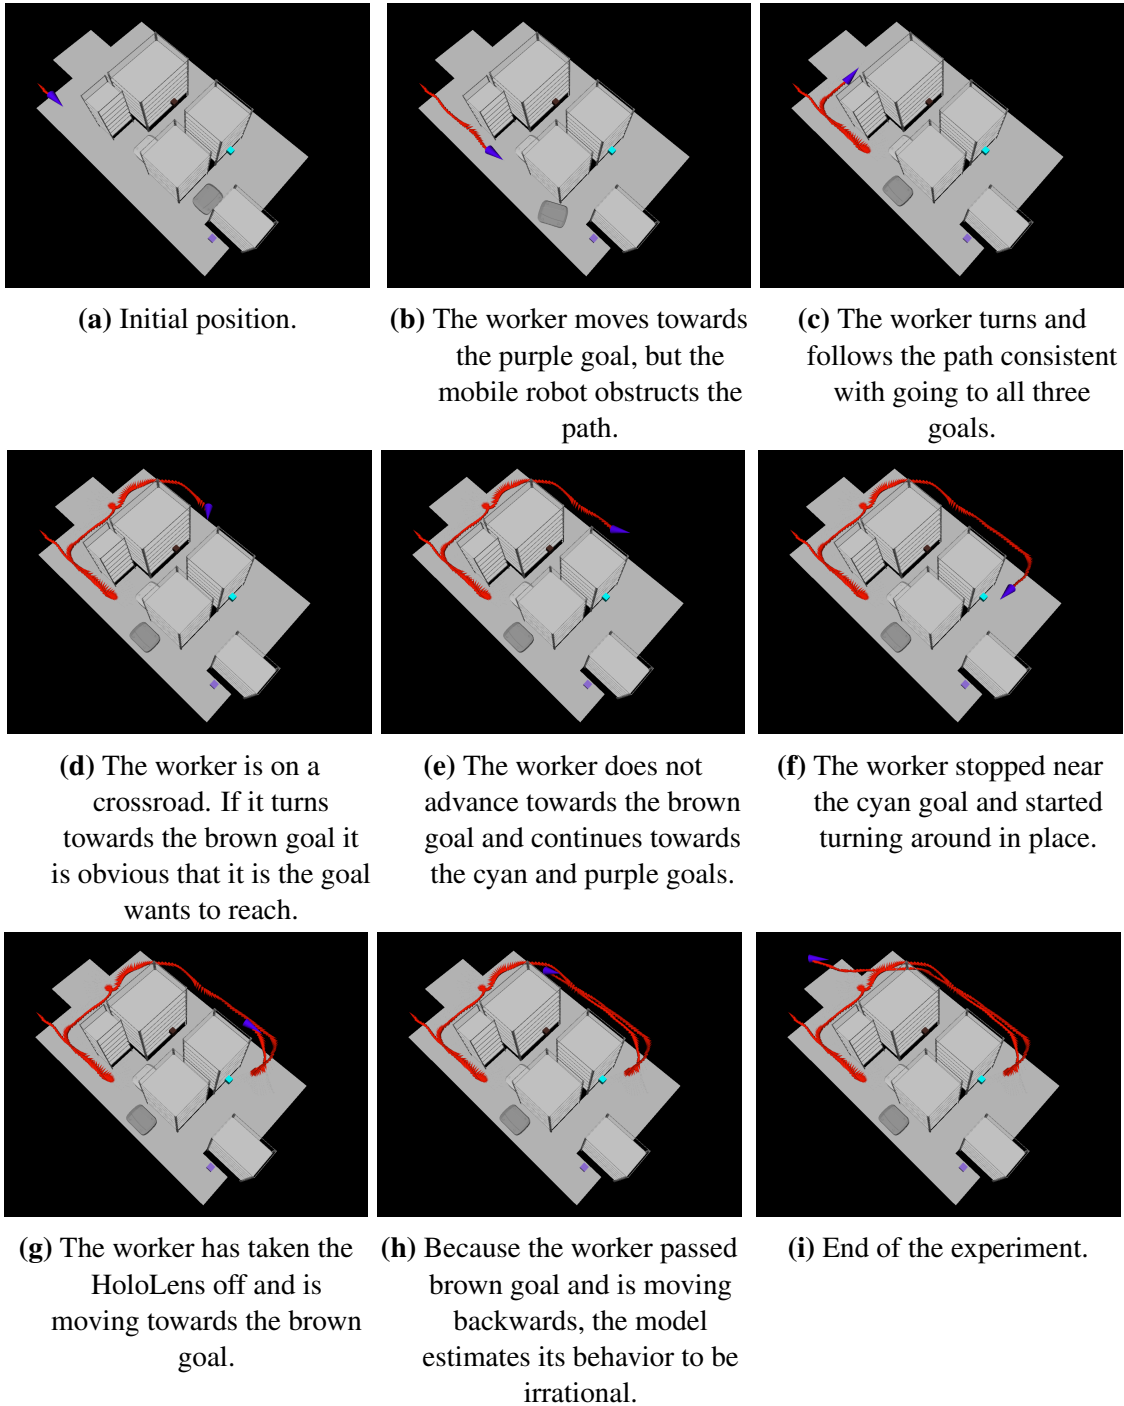 (a) Initial position.
(b) The worker moves towards
the purple goal, but the
mobile robot obstructs the
path.
(c) The worker turns and
follows the path consistent
with going to all three
goals.
(d) The worker is on a
crossroad. If it turns
towards the brown goal it
is obvious that it is the goal
wants to reach.
(e) The worker does not
advance towards the brown
goal and continues towards
the cyan and purple goals.
(f) The worker stopped near
the cyan goal and started
turning around in place.
(g) The worker has taken the
HoloLens off and is
moving towards the brown
goal.
(h) Because the worker passed
brown goal and is moving
backwards, the model
estimates its behavior to be
irrational.
(i) End of the experiment.